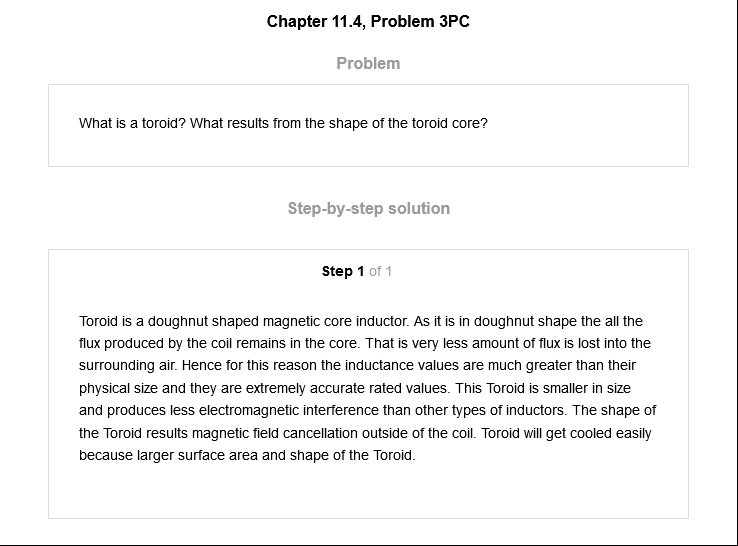 Chapter 11.4, Problem 3PC
Problem
What is a toroid? What results from the shape of the toroid core?
Step-by-step solution
Step 1 of 1
Toroid is a doughnut shaped magnetic core inductor. As it is in doughnut shape the all the
flux produced by the coil remains in the core. That is very less amount of flux is lost into the
surrounding air. Hence for this reason the inductance values are much greater than their
physical size and they are extremely accurate rated values. This Toroid is smaller in size
and produces less electromagnetic interference than other types of inductors. The shape of
the Toroid results magnetic field cancellation outside of the coil. Toroid will get cooled easily
because larger surface area and shape of the Toroid.